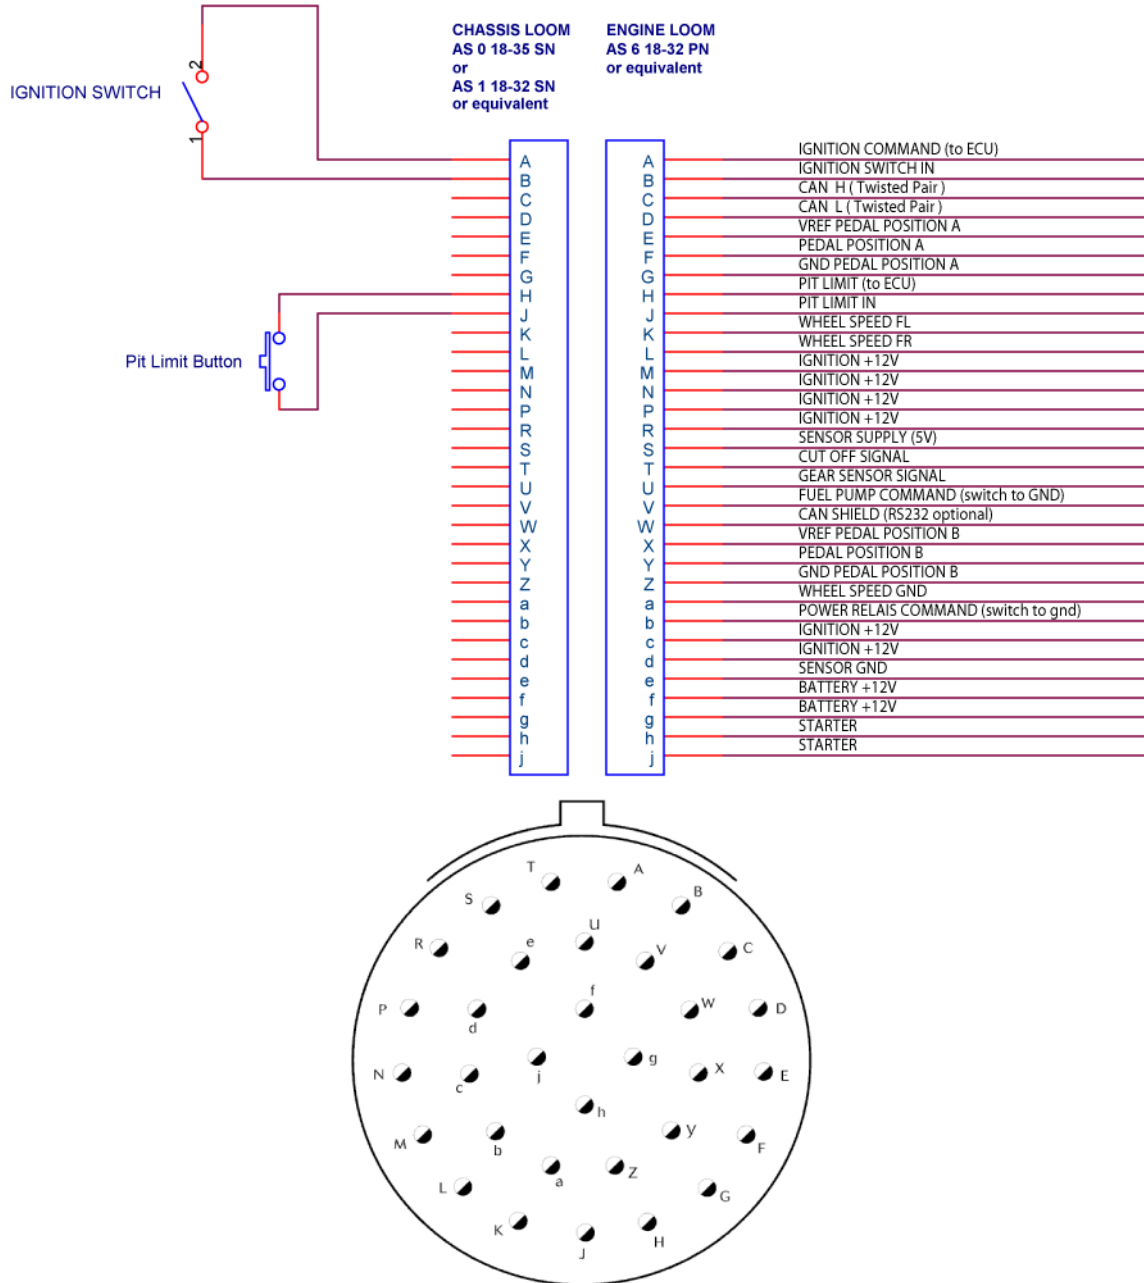 CHASSIS LOOM
AS 0 18-35 SN
or
AS 1 18-32 SN
or equivalent
ENGINE LOOM
AS 6 18-32 PN
or equivalent
IGNITION SWITCH
2
1
Pit Limit Button
A
B
C
D
E
F
G
H
J
K
L
M
N
P
R
S
T
U
V
W
X
Y
Z
a
b
c
d
e
f
g
h
j
A IGNITION COMMAND (to ECU)
B IGNITION SWITCH IN
C CAN H ( Twisted Pair )
D CAN L ( Twisted Pair )
E VREF PEDAL POSITION A
F PEDAL POSITION A
G GND PEDAL POSITION A
H PIT LIMIT (to ECU)
J PIT LIMIT IN
K WHEEL SPEED FL
L WHEEL SPEED FR
M IGNITION +12V
N IGNITION +12V
P IGNITION +12V
R IGNITION +12V
S SENSOR SUPPLY (5V)
T CUT OFF SIGNAL
U GEAR SENSOR SIGNAL
V FUEL PUMP COMMAND (switch to GND)
W CAN SHIELD (RS232 optional)
X VREF PEDAL POSITION B
Y PEDAL POSITION B
Z GND PEDAL POSITION B
a WHEEL SPEED GND
b POWER RELAIS COMMAND (switch to gnd)
c IGNITION +12V
d IGNITION +12V
e SENSOR GND
f BATTERY +12V
g BATTERY +12V
h STARTER
j STARTER
T A
S B
R e U V C
P d f W D
N c j g X E
M b h y F
L a Z G
K J H